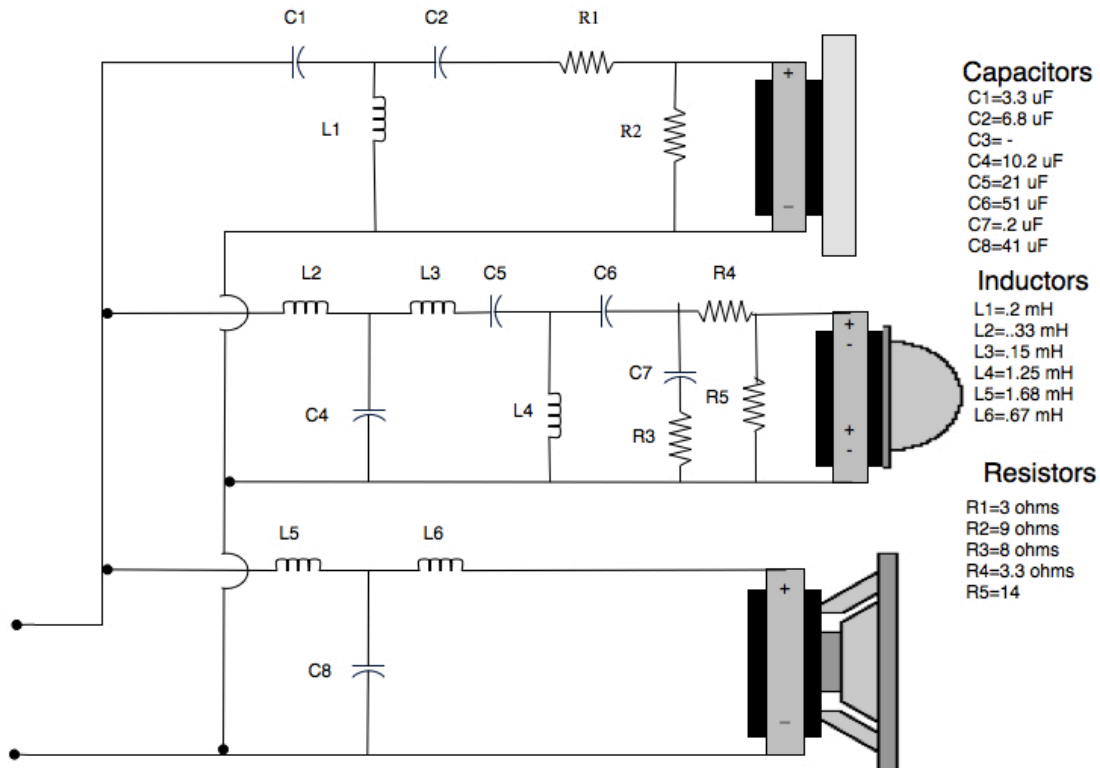 C1
C2
R1
L1
R2
+
–
L2
L3
C5
C6
R4
C4
L4
C7
R3
R5
+
-
+
-
L5
L6
C8
+
–
Capacitors
C1=3.3 uF
C2=6.8 uF
C3= -
C4=10.2 uF
C5=21 uF
C6=51 uF
C7=.2 uF
C8=41 uF
Inductors
L1=.2 mH
L2=..33 mH
L3=.15 mH
L4=1.25 mH
L5=1.68 mH
L6=.67 mH
Resistors
R1=3 ohms
R2=9 ohms
R3=8 ohms
R4=3.3 ohms
R5=14